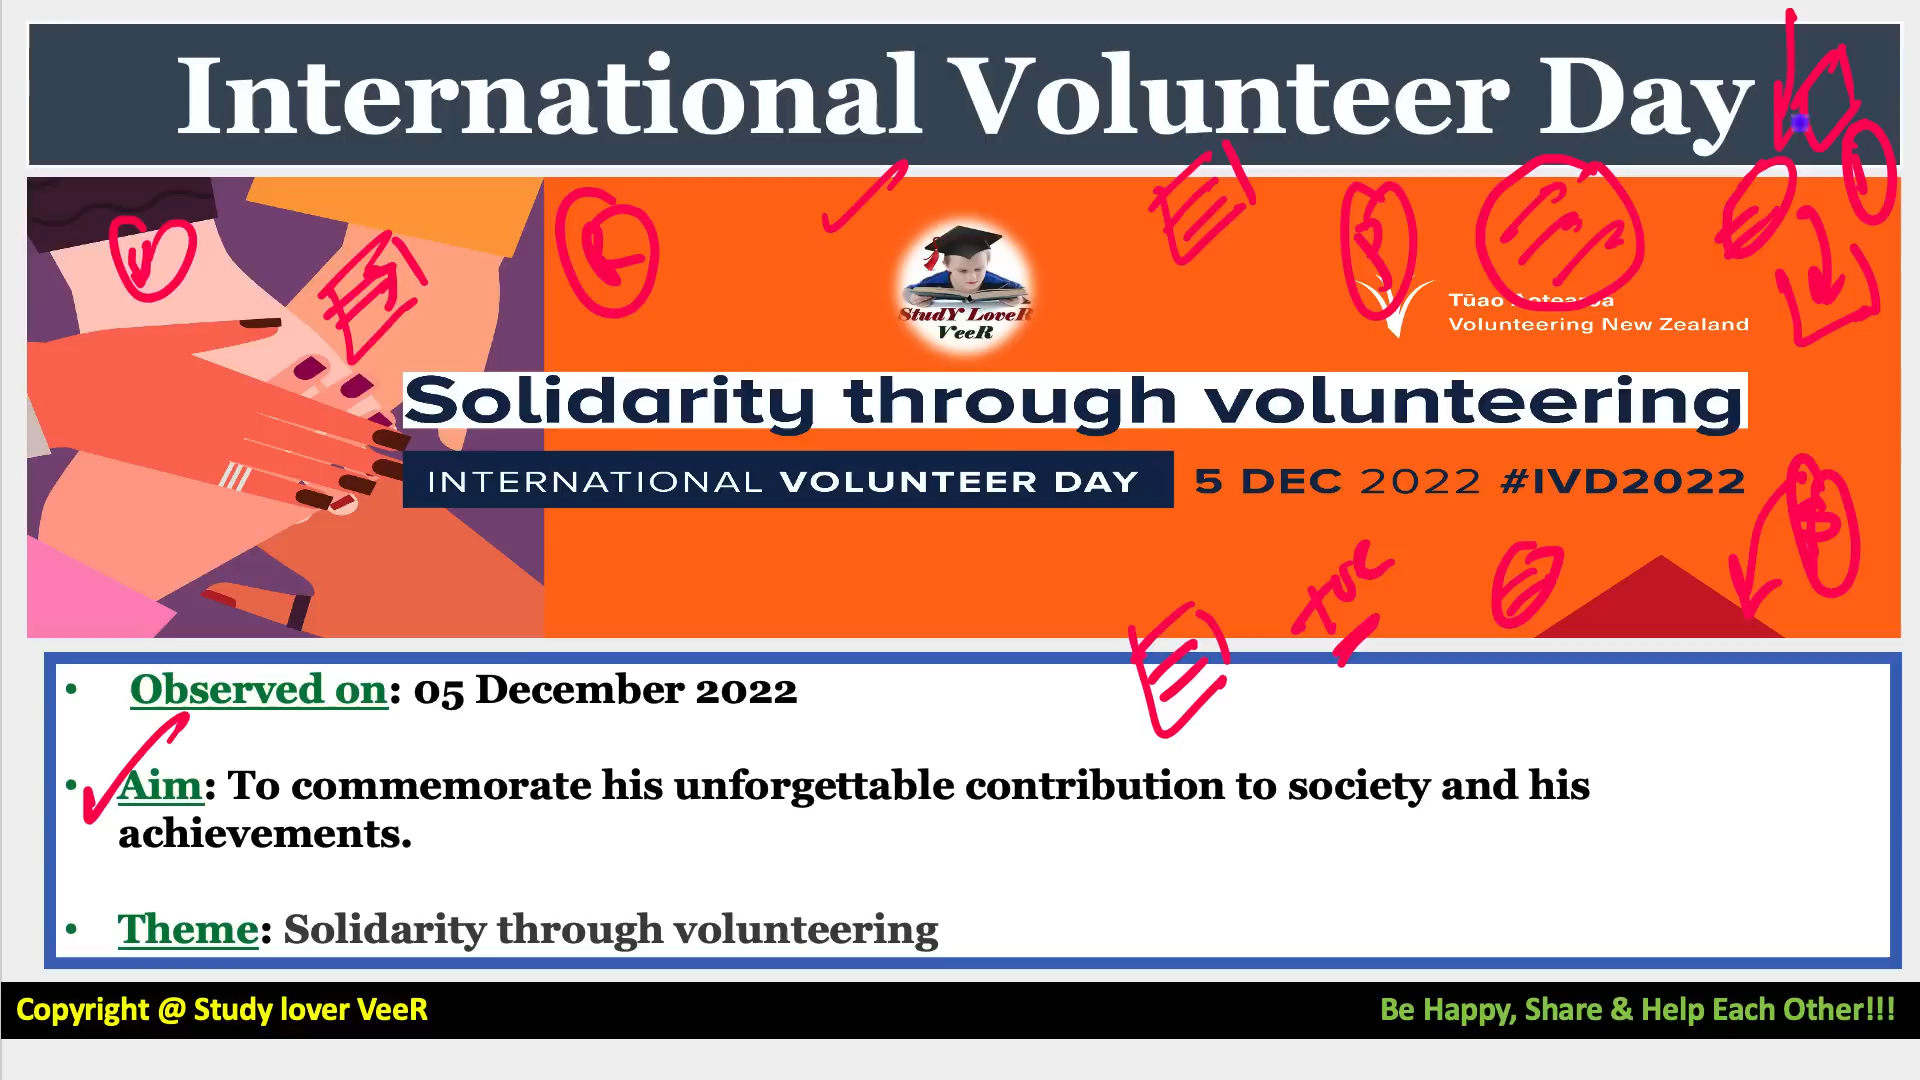 International Volunteer Day
StudY LoveR
VeeR
Tūao Aotearoa
Volunteering New Zealand
Solidarity through volunteering
INTERNATIONAL VOLUNTEER DAY 5 DEC 2022 #IVD2022
• Observed on: 05 December 2022
• Aim: To commemorate his unforgettable contribution to society and his
achievements.
• Theme: Solidarity through volunteering
Copyright @ Study lover VeeR Be Happy, Share & Help Each Other!!!